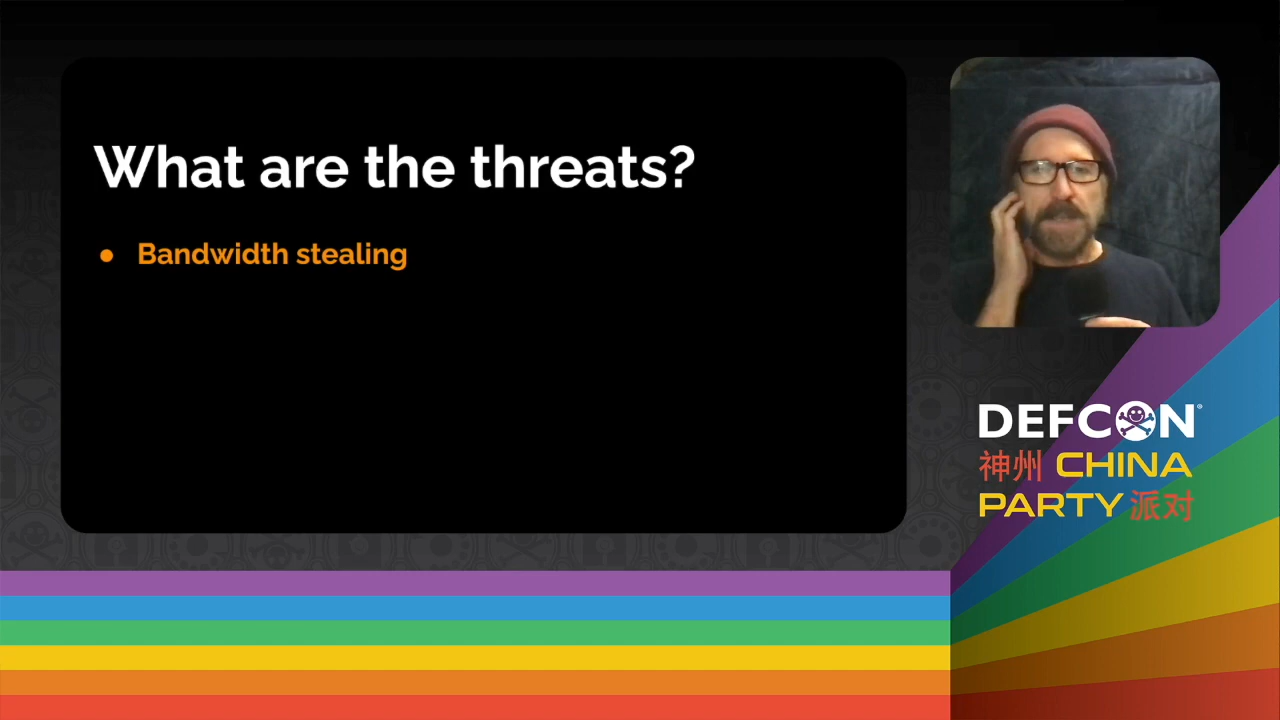 What are the threats?
● Bandwidth stealing
DEFCON®
神州 CHINA
PARTY 派对